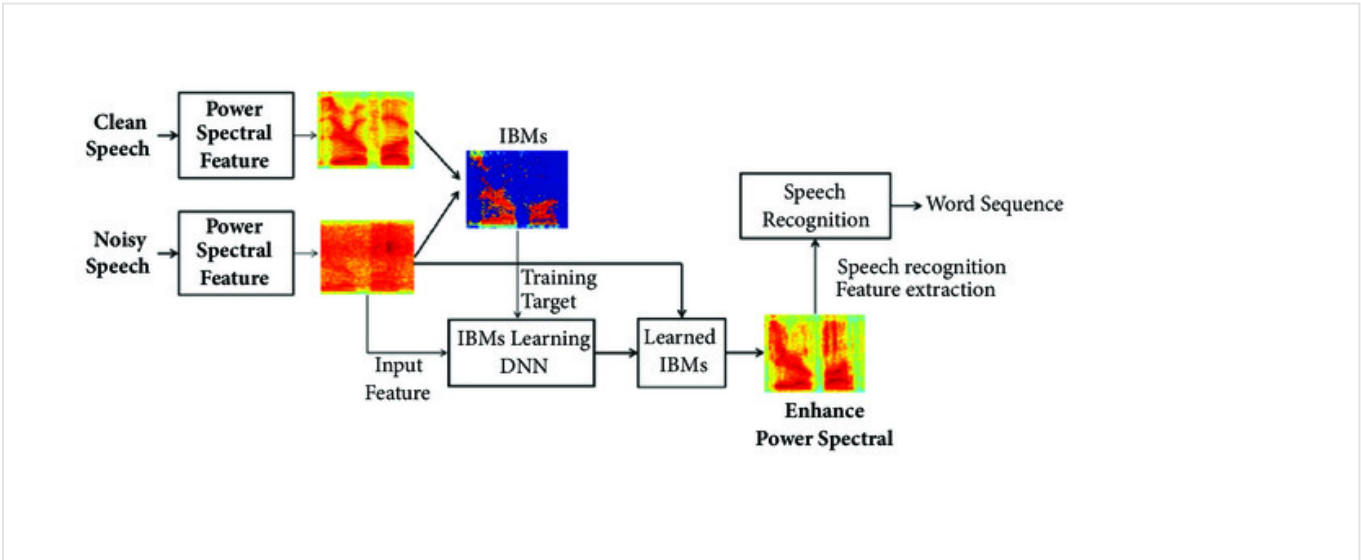 Clean
Speech
Power
Spectral
Feature
IBMs
Noisy
Speech
Power
Spectral
Feature
Training
Target
Input
Feature
IBMs Learning
DNN
Learned
IBMs
Enhance
Power Spectral
Speech recognition
Feature extraction
Speech
Recognition
Word Sequence